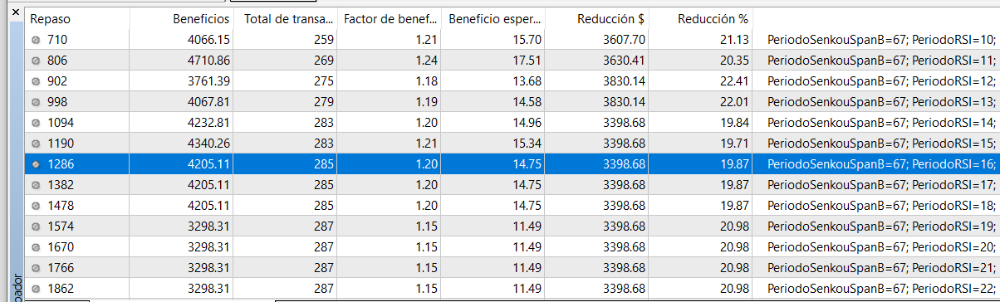 Repaso Beneficios Total de transa... Factor de benef... Beneficio esper... Reducción $ Reducción %
710 4066.15 259 1.21 15.70 3607.70 21.13 PeriodoSenkouSpanB=67; PeriodoRSI=10;
806 4710.86 269 1.24 17.51 3630.41 20.35 PeriodoSenkouSpanB=67; PeriodoRSI=11;
902 3761.39 275 1.18 13.68 3830.14 22.41 PeriodoSenkouSpanB=67; PeriodoRSI=12;
998 4067.81 279 1.19 14.58 3830.14 22.01 PeriodoSenkouSpanB=67; PeriodoRSI=13;
1094 4232.81 283 1.20 14.96 3398.68 19.84 PeriodoSenkouSpanB=67; PeriodoRSI=14;
1190 4340.26 283 1.21 15.34 3398.68 19.71 PeriodoSenkouSpanB=67; PeriodoRSI=15;
1286 4205.11 285 1.20 14.75 3398.68 19.87 PeriodoSenkouSpanB=67; PeriodoRSI=16;
1382 4205.11 285 1.20 14.75 3398.68 19.87 PeriodoSenkouSpanB=67; PeriodoRSI=17;
1478 4205.11 285 1.20 14.75 3398.68 19.87 PeriodoSenkouSpanB=67; PeriodoRSI=18;
1574 3298.31 287 1.15 11.49 3398.68 20.98 PeriodoSenkouSpanB=67; PeriodoRSI=19;
1670 3298.31 287 1.15 11.49 3398.68 20.98 PeriodoSenkouSpanB=67; PeriodoRSI=20;
1766 3298.31 287 1.15 11.49 3398.68 20.98 PeriodoSenkouSpanB=67; PeriodoRSI=21;
1862 3298.31 287 1.15 11.49 3398.68 20.98 PeriodoSenkouSpanB=67; PeriodoRSI=22;